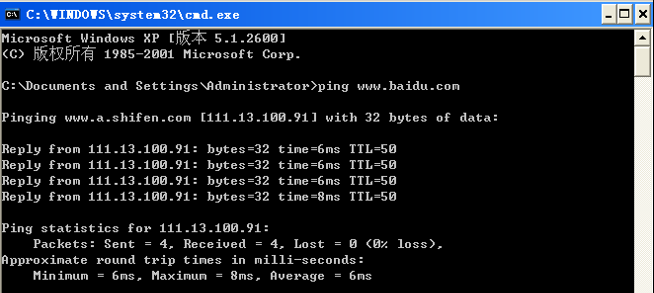 C:\WINDOWS\system32\cmd.exe
Microsoft Windows XP [版本 5.1.2600]
(C) 版权所有 1985-2001 Microsoft Corp.
C:\Documents and Settings\Administrator>ping www.baidu.com
Pinging www.a.shifen.com [111.13.100.91] with 32 bytes of data:
Reply from 111.13.100.91: bytes=32 time=6ms TTL=50
Reply from 111.13.100.91: bytes=32 time=6ms TTL=50
Reply from 111.13.100.91: bytes=32 time=6ms TTL=50
Reply from 111.13.100.91: bytes=32 time=8ms TTL=50
Ping statistics for 111.13.100.91:
    Packets: Sent = 4, Received = 4, Lost = 0 (0% loss),
Approximate round trip times in milli-seconds:
    Minimum = 6ms, Maximum = 8ms, Average = 6ms